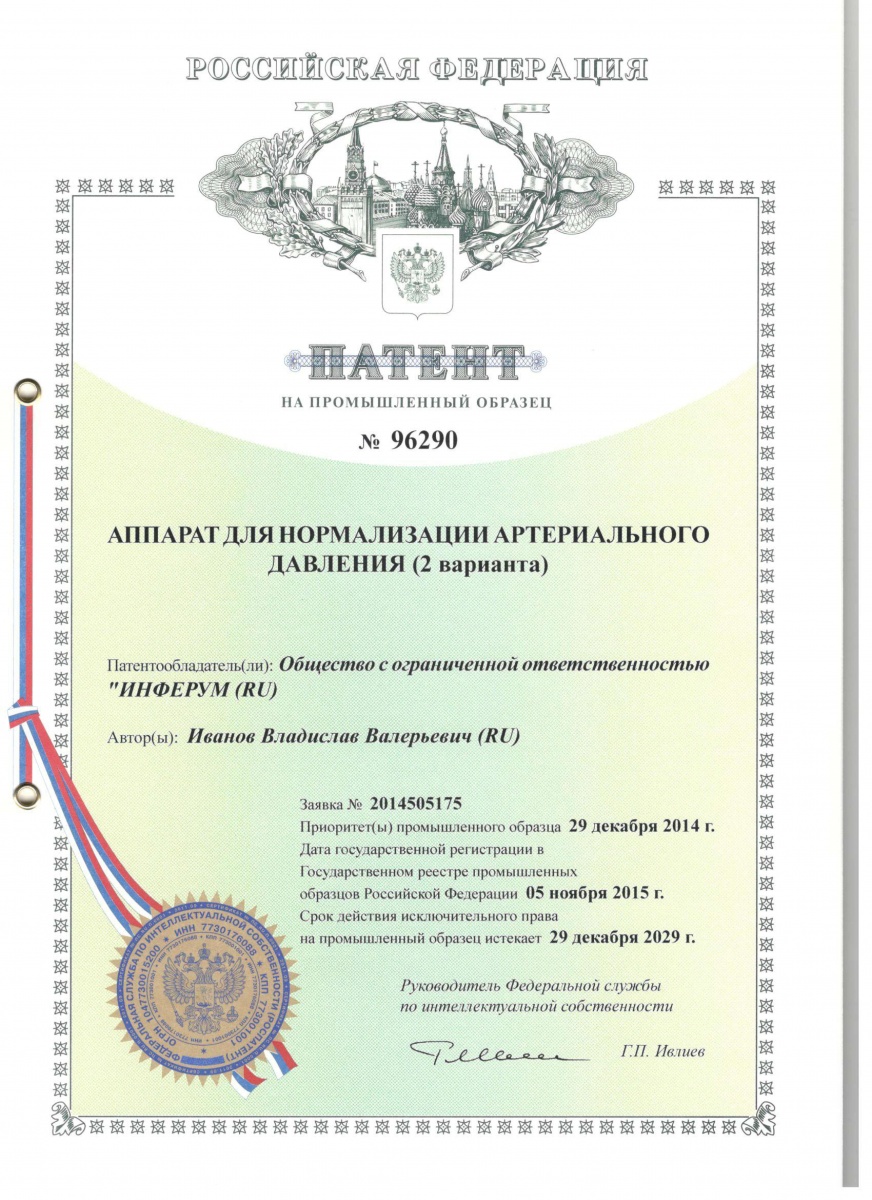 РОССИЙСКАЯ ФЕДЕРАЦИЯ
ПАТЕНТ
НА ПРОМЫШЛЕННЫЙ ОБРАЗЕЦ
№ 96290
АППАРАТ ДЛЯ НОРМАЛИЗАЦИИ АРТЕРИАЛЬНОГО
ДАВЛЕНИЯ (2 варианта)
Патентообладатель(ли): Общество с ограниченной ответственностью
"ИНФЕРУМ (RU)
Автор(ы): Иванов Владислав Валерьевич (RU)
Заявка № 2014505175
Приоритет(ы) промышленного образца 29 декабря 2014 г.
Дата государственной регистрации в
Государственном реестре промышленных
образцов Российской Федерации 05 ноября 2015 г.
Срок действия исключительного права
на промышленный образец истекает 29 декабря 2029 г.
Руководитель Федеральной службы
по интеллектуальной собственности
Г.П. Ивлиев
ФЕДЕРАЛЬНАЯ СЛУЖБА ПО ИНТЕЛЛЕКТУАЛЬНОЙ СОБСТВЕННОСТИ (РОСПАТЕНТ)
ОГРН 1047730015200 * ИНН 7730176088 * КПП 773001001 *